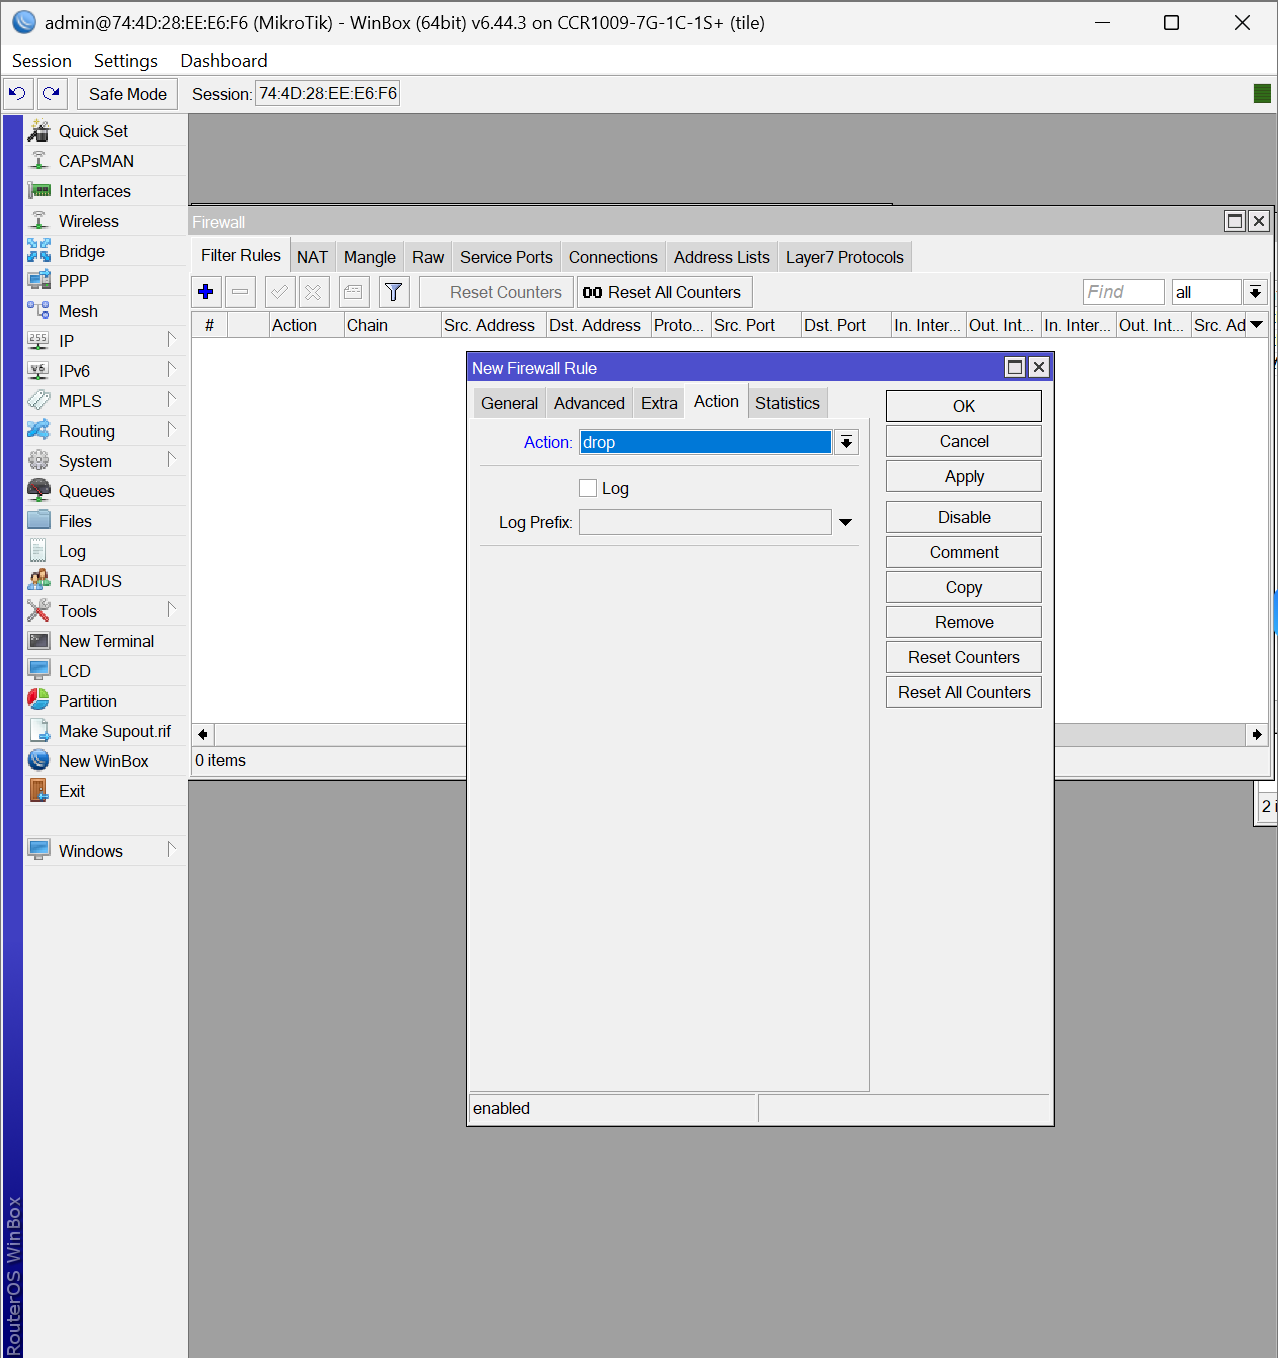 admin@74:4D:28:EE:E6:F6 (MikroTik) - WinBox (64bit) v6.44.3 on CCR1009-7G-1C-1S+ (tile)
Session Settings Dashboard
Safe Mode Session: 74:4D:28:EE:E6:F6
Quick Set
CAPsMAN
Interfaces
Wireless
Bridge
PPP
Mesh
IP
IPv6
MPLS
Routing
System
Queues
Files
Log
RADIUS
Tools
New Terminal
LCD
Partition
Make Supout.rif
New WinBox
Exit
Windows
RouterOS WinBox
Firewall
Filter Rules NAT Mangle Raw Service Ports Connections Address Lists Layer7 Protocols
Reset Counters 00 Reset All Counters Find all
# Action Chain Src. Address Dst. Address Proto... Src. Port Dst. Port In. Inter... Out. Int... In. Inter... Out. Int... Src. Ad
0 items
New Firewall Rule
General Advanced Extra Action Statistics
Action: drop
Log
Log Prefix:
OK
Cancel
Apply
Disable
Comment
Copy
Remove
Reset Counters
Reset All Counters
enabled
2 i